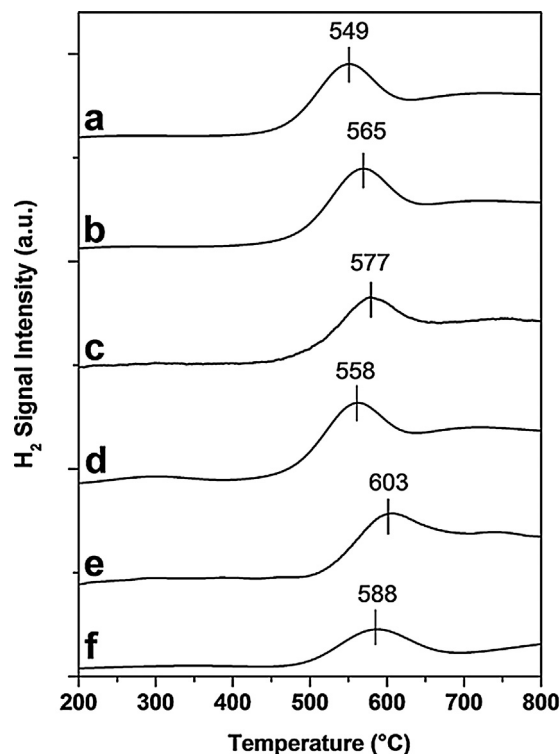 549
a
565
b
577
c
558
d
603
e
588
f
H₂ Signal Intensity (a.u.)
200 300 400 500 600 700 800
Temperature (°C)